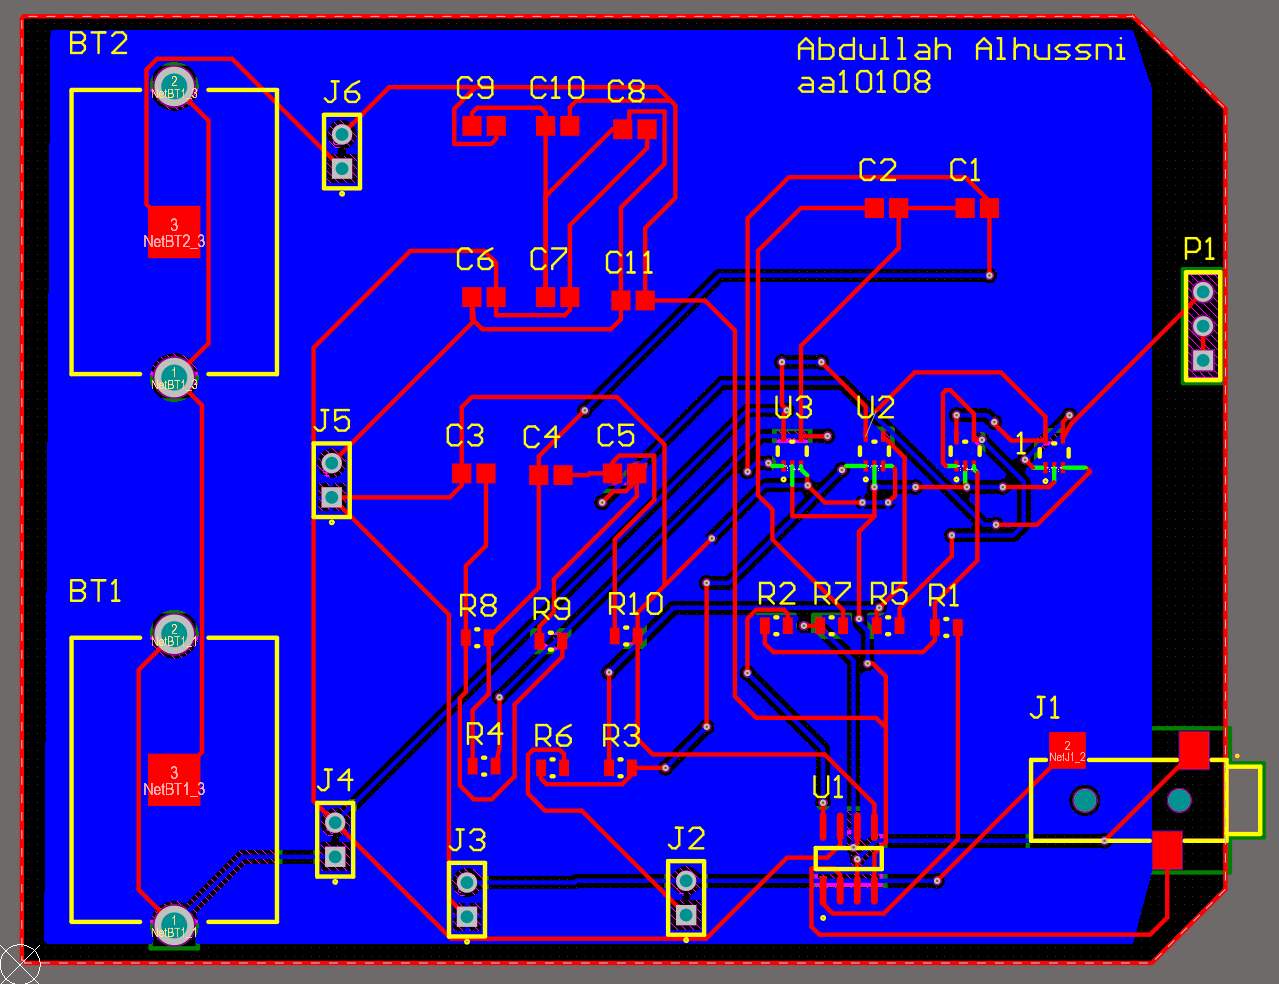 BT2
Abdullah Alhussni
aa10108
J6
C9
C10
C8
2
NetBT1_3
C2
C1
3
NetBT2_3
P1
C6
C7
C11
1
NetBT1_3
J5
U3
U2
C3
C4
C5
1
BT1
R8
R9
R10
R2
R7
R5
R1
2
NetBT1_1
J1
R4
R6
R3
2
NetJ1_2
3
NetBT1_3
J4
U1
J3
J2
1
NetBT1_1